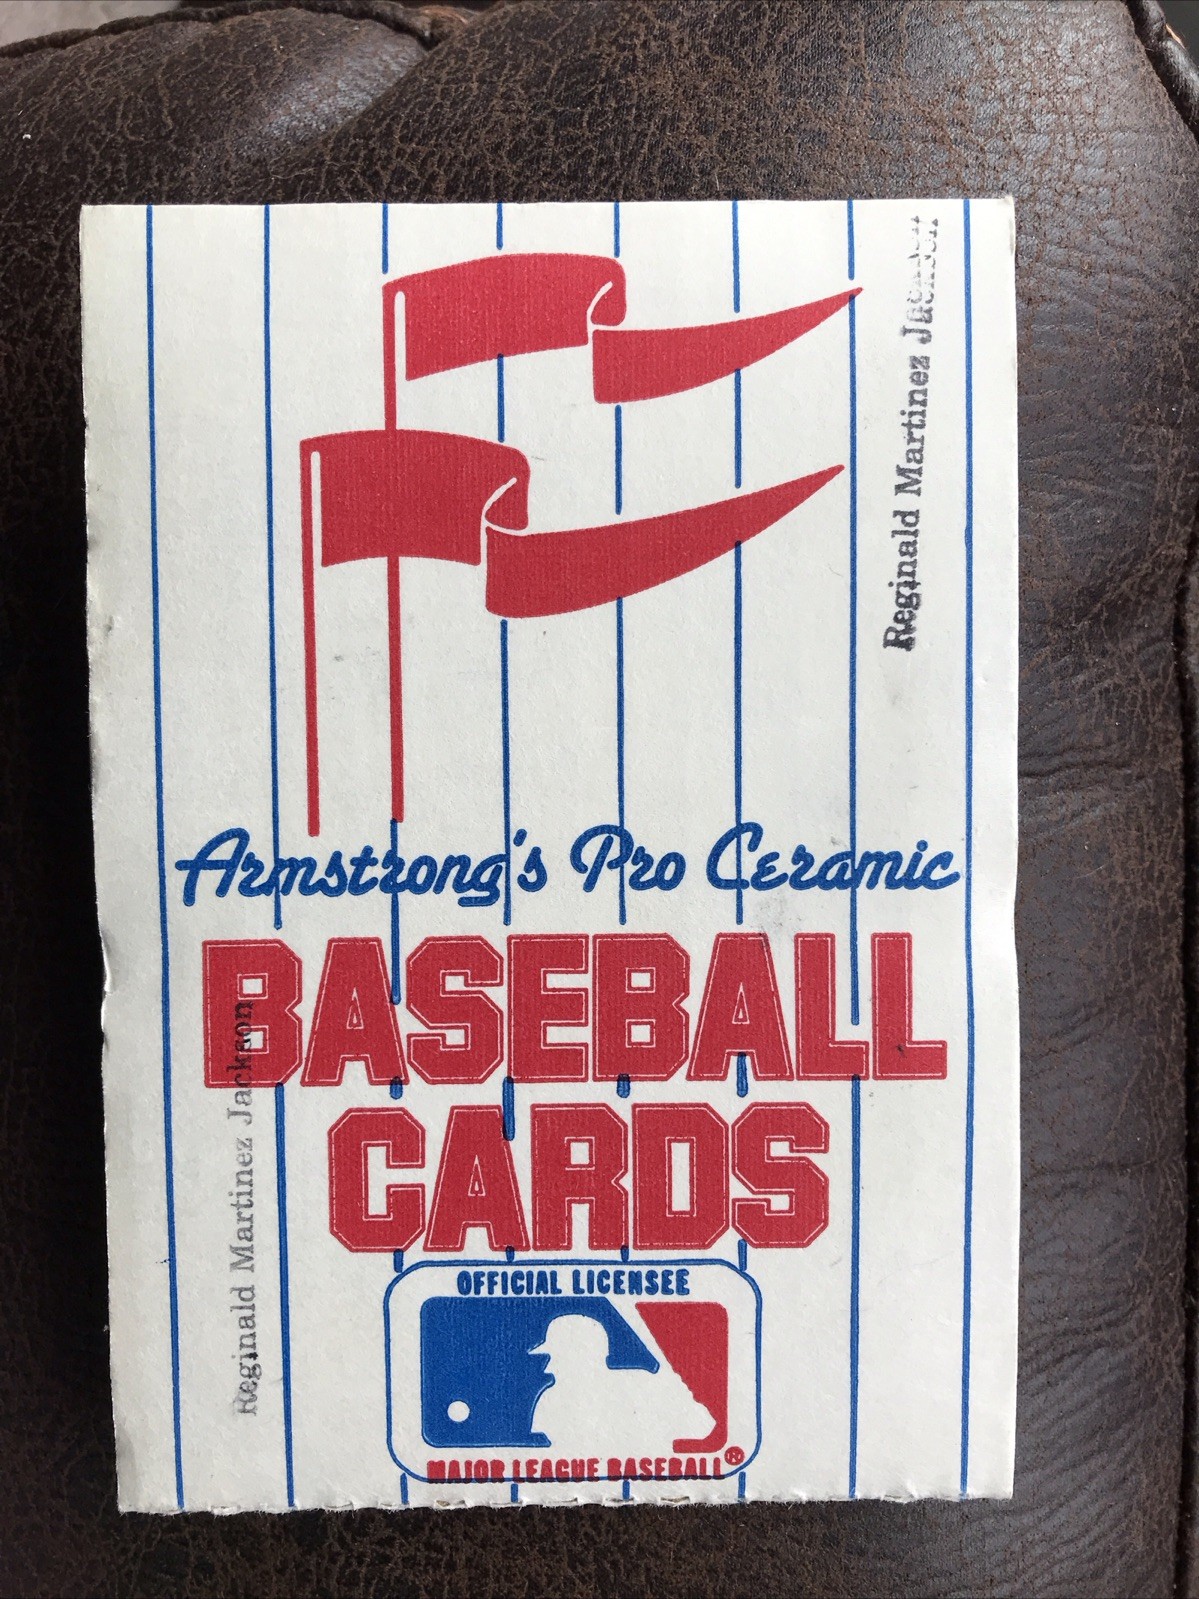 Reginald Martinez Jackson
Armstrong's Pro Ceramic
BASEBALL
CARDS
Reginald Martinez Jackson
OFFICIAL LICENSEE
MAJOR LEAGUE BASEBALL®